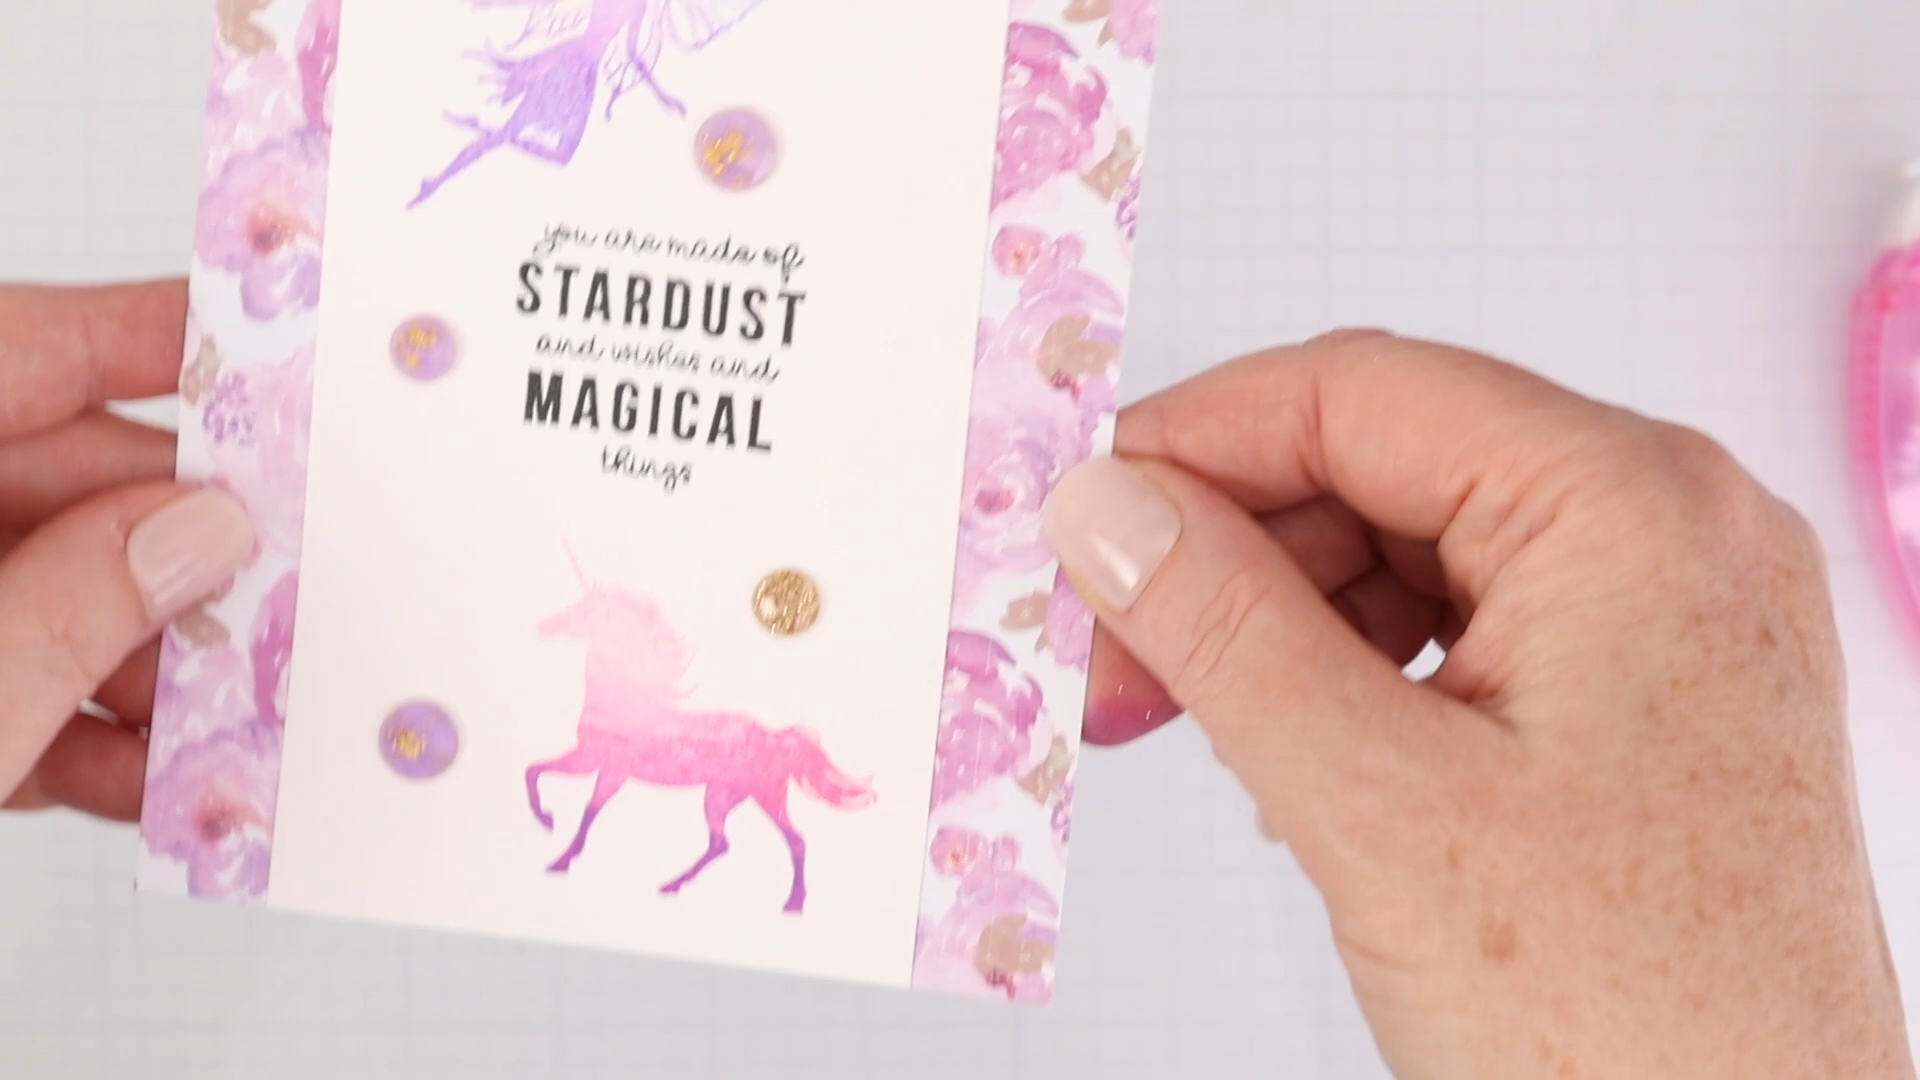 you are made of
STARDUST
and wishes and
MAGICAL
things